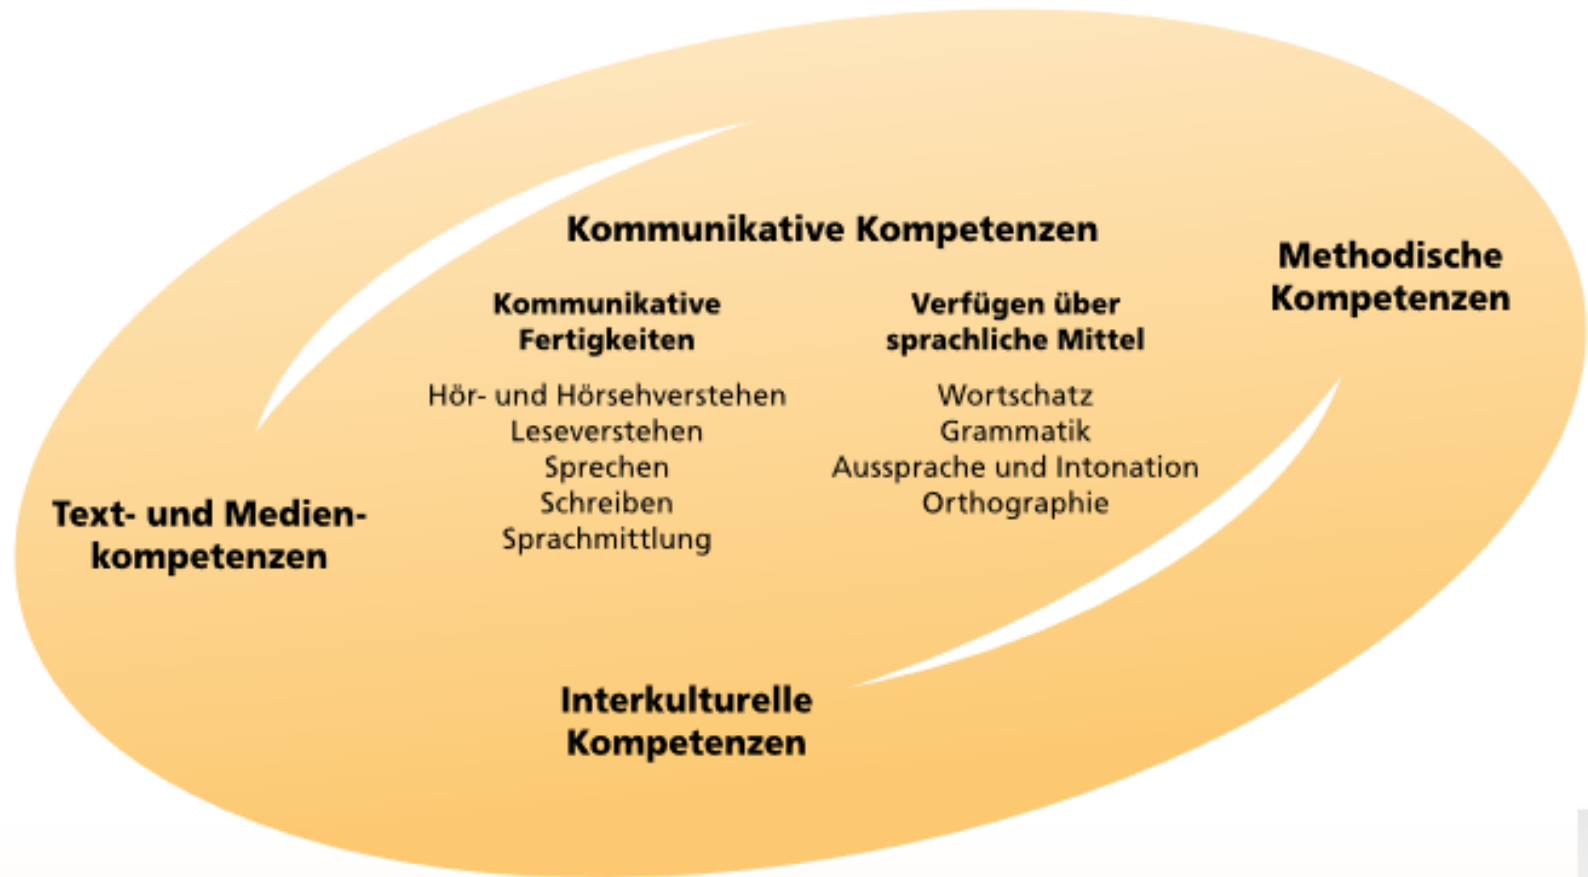 Kommunikative Kompetenzen
Methodische
Kompetenzen
Kommunikative
Fertigkeiten
Hör- und Hörsehverstehen
Leseverstehen
Sprechen
Schreiben
Sprachmittlung
Verfügen über
sprachliche Mittel
Wortschatz
Grammatik
Aussprache und Intonation
Orthographie
Text- und Medien-
kompetenzen
Interkulturelle
Kompetenzen